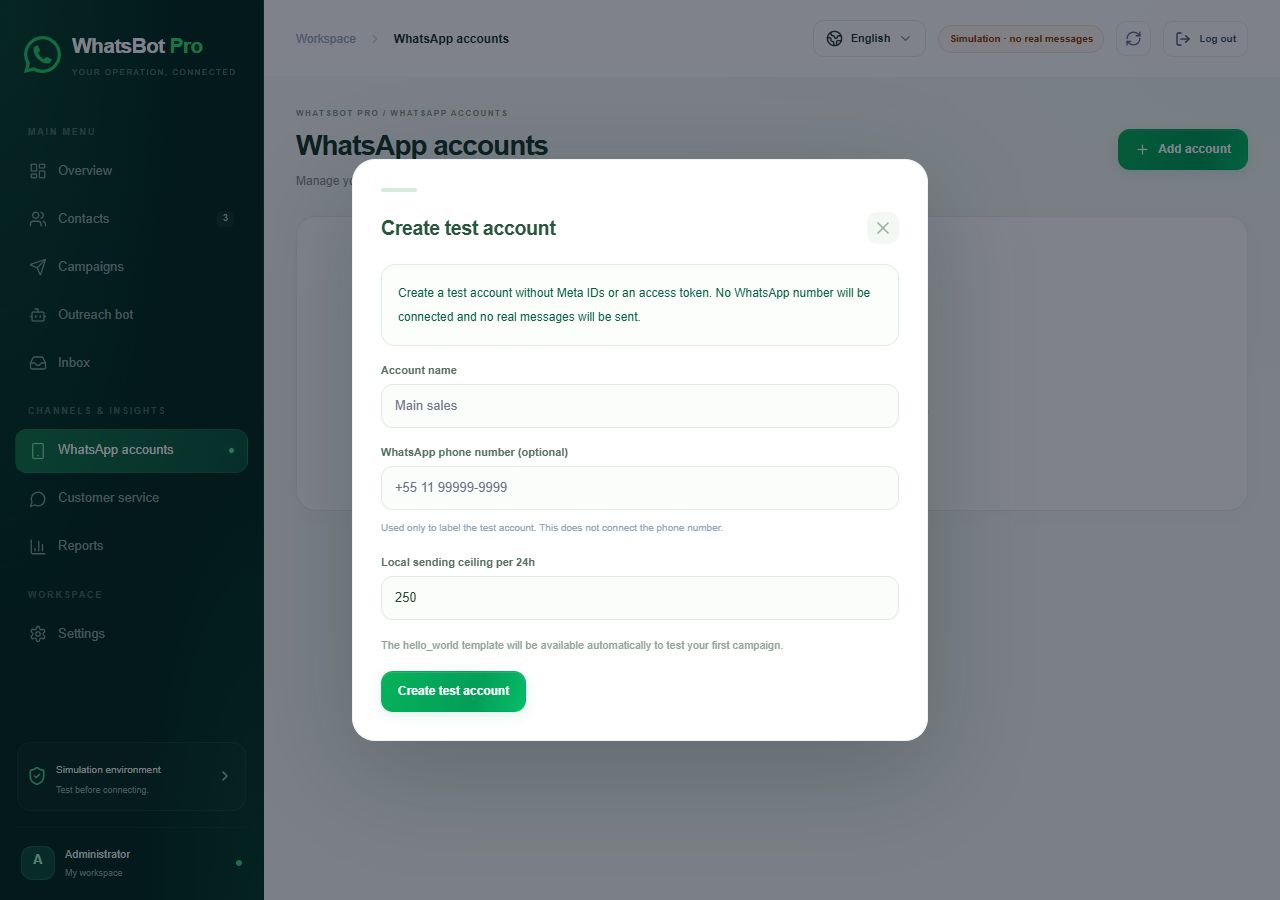 WhatsBot Pro
YOUR OPERATION, CONNECTED
MAIN MENU
Overview
Contacts
3
Campaigns
Outreach bot
Inbox
CHANNELS & INSIGHTS
WhatsApp accounts
Customer service
Reports
WORKSPACE
Settings
Simulation environment
Test before connecting.
A
Administrator
My workspace
Workspace
WhatsApp accounts
English
Simulation · no real messages
Log out
WHATSBOT PRO / WHATSAPP ACCOUNTS
WhatsApp accounts
Manage
Add account
Create test account
Create a test account without Meta IDs or an access token. No WhatsApp number will be
connected and no real messages will be sent.
Account name
Main sales
WhatsApp phone number (optional)
+55 11 99999-9999
Used only to label the test account. This does not connect the phone number.
Local sending ceiling per 24h
250
The hello_world template will be available automatically to test your first campaign.
Create test account